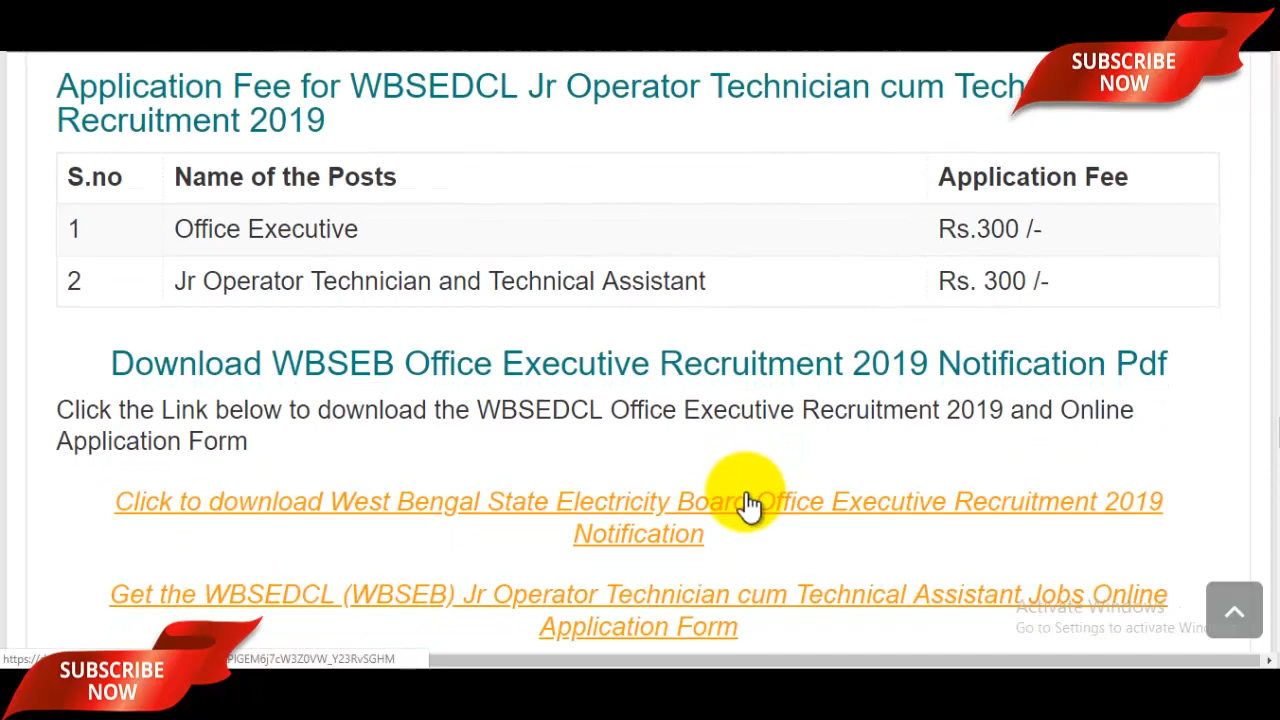 SUBSCRIBE
NOW
Application Fee for WBSEDCL Jr Operator Technician cum Tech
Recruitment 2019
S.no Name of the Posts Application Fee
1 Office Executive Rs.300 /-
2 Jr Operator Technician and Technical Assistant Rs. 300 /-
Download WBSEB Office Executive Recruitment 2019 Notification Pdf
Click the Link below to download the WBSEDCL Office Executive Recruitment 2019 and Online
Application Form
Click to download West Bengal State Electricity Board Office Executive Recruitment 2019
Notification
Get the WBSEDCL (WBSEB) Jr Operator Technician cum Technical Assistant Jobs Online
Application Form
Activate Windows
Go to Settings to activate
SUBSCRIBE
NOW